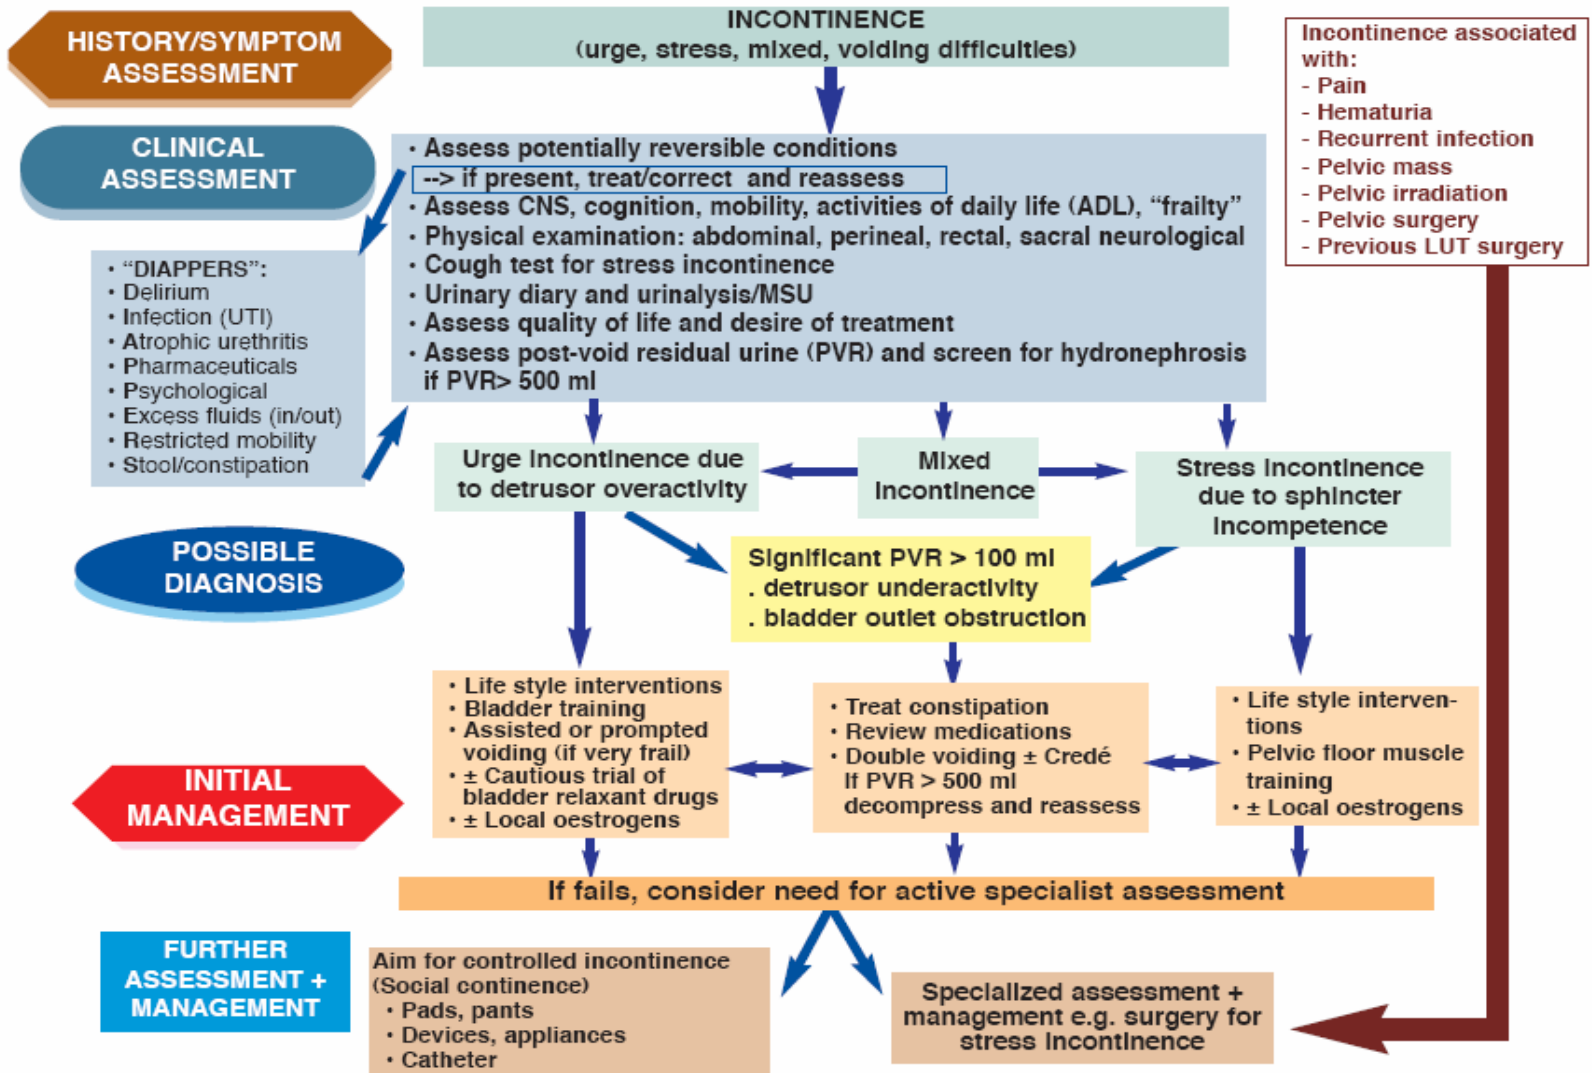 HISTORY/SYMPTOM
ASSESSMENT
INCONTINENCE
(urge, stress, mixed, voiding difficulties)
Incontinence associated
with:
- Pain
- Hematuria
- Recurrent infection
- Pelvic mass
- Pelvic irradiation
- Pelvic surgery
- Previous LUT surgery
CLINICAL
ASSESSMENT
• Assess potentially reversible conditions
--> if present, treat/correct and reassess
• Assess CNS, cognition, mobility, activities of daily life (ADL), “frailty”
• Physical examination: abdominal, perineal, rectal, sacral neurological
• Cough test for stress incontinence
• Urinary diary and urinalysis/MSU
• Assess quality of life and desire of treatment
• Assess post-void residual urine (PVR) and screen for hydronephrosis
if PVR> 500 ml
• “DIAPPERS”:
• Delirium
• Infection (UTI)
• Atrophic urethritis
• Pharmaceuticals
• Psychological
• Excess fluids (in/out)
• Restricted mobility
• Stool/constipation
Urge incontinence due
to detrusor overactivity
Mixed
incontinence
Stress incontinence
due to sphincter
incompetence
POSSIBLE
DIAGNOSIS
Significant PVR > 100 ml
. detrusor underactivity
. bladder outlet obstruction
INITIAL
MANAGEMENT
• Life style interventions
• Bladder training
• Assisted or prompted
voiding (if very frail)
• ± Cautious trial of
bladder relaxant drugs
• ± Local oestrogens
• Treat constipation
• Review medications
• Double voiding ± Credé
If PVR > 500 ml
decompress and reassess
• Life style interven-
tions
• Pelvic floor muscle
training
• ± Local oestrogens
If fails, consider need for active specialist assessment
FURTHER
ASSESSMENT +
MANAGEMENT
Aim for controlled incontinence
(Social continence)
• Pads, pants
• Devices, appliances
• Catheter
Specialized assessment +
management e.g. surgery for
stress incontinence